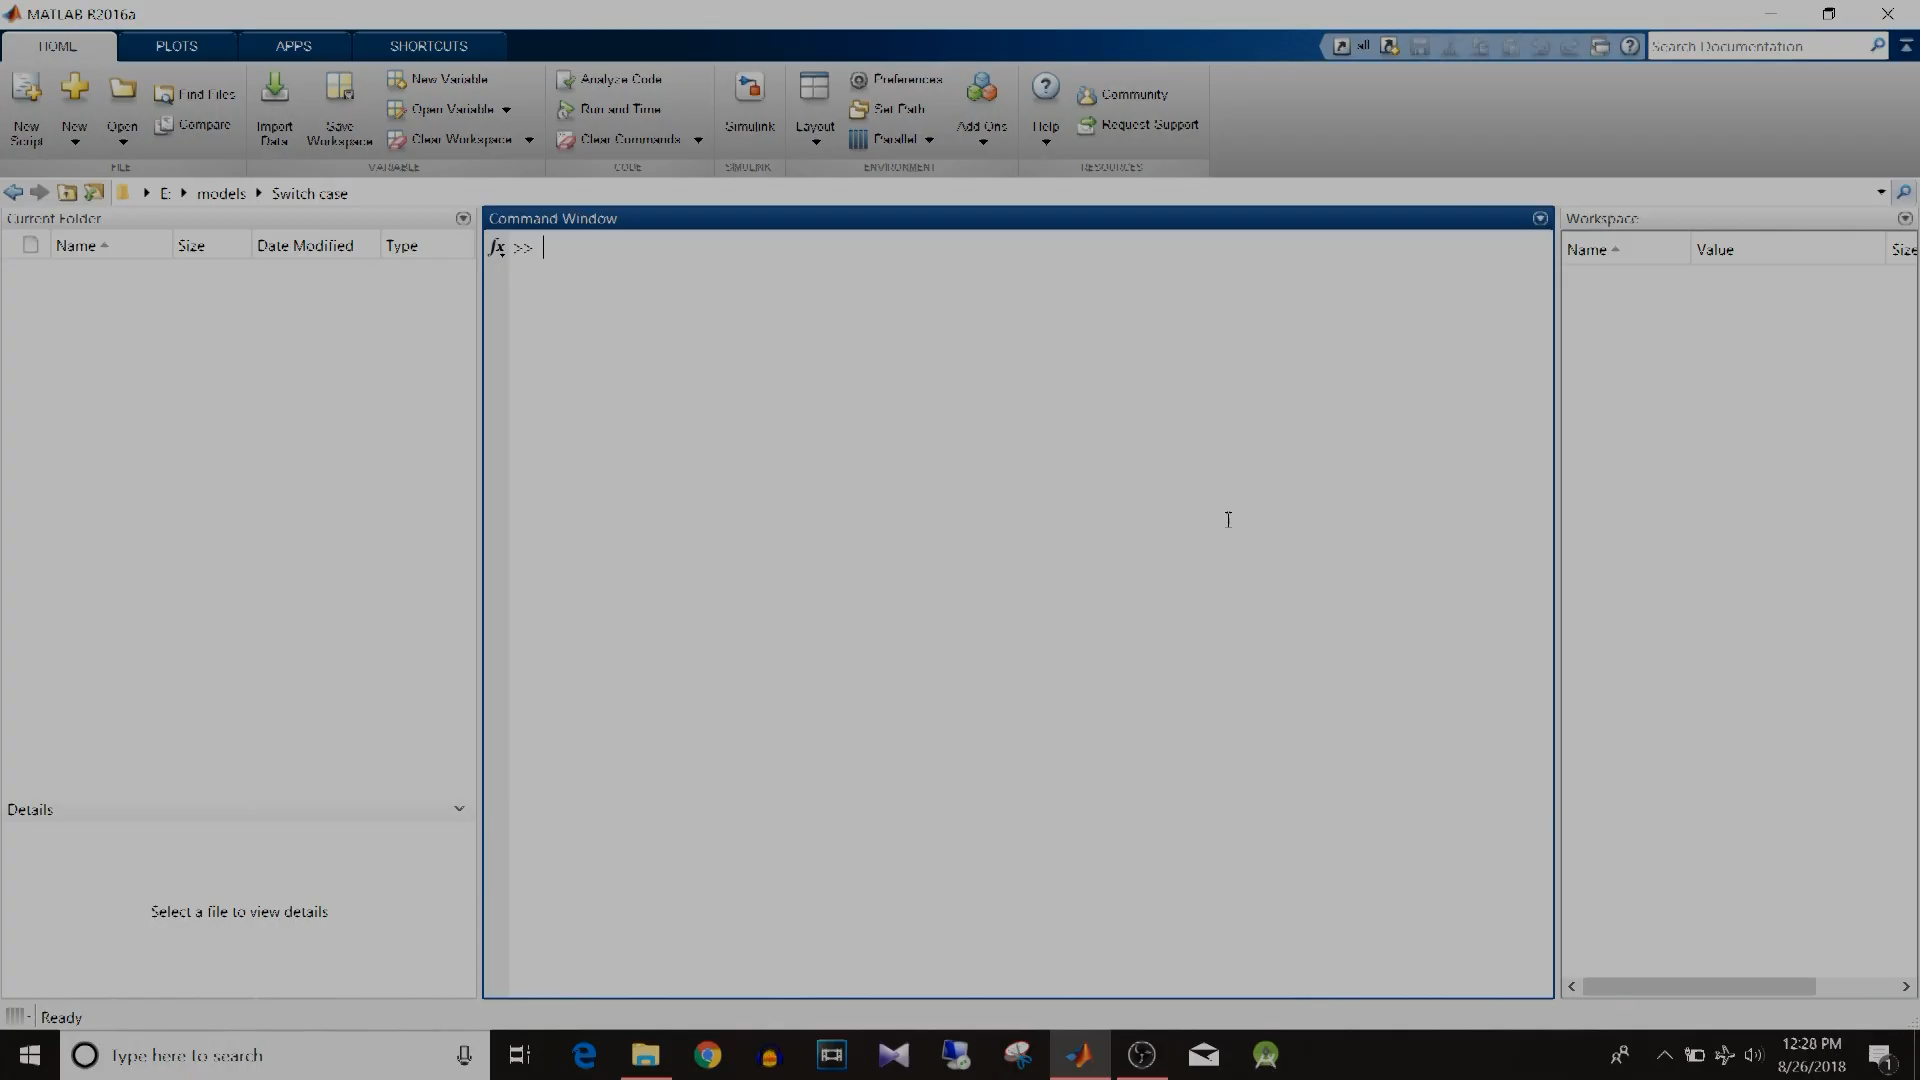 MATLAB R2016a
HOME PLOTS APPS SHORTCUTS all Search Documentation
New Script New Open Find Files Compare Import Data Save Workspace New Variable Open Variable Clear Workspace Analyze Code Run and Time Clear Commands Simulink Layout Preferences Set Path Parallel Add-Ons Help Community Request Support
FILE VARIABLE CODE SIMULINK ENVIRONMENT RESOURCES
E: models Switch case
Current Folder Command Window Workspace
Name Size Date Modified Type fx >> Name Value Size
Details
Select a file to view details
Ready
Type here to search 12:28 PM
8/26/2018 1